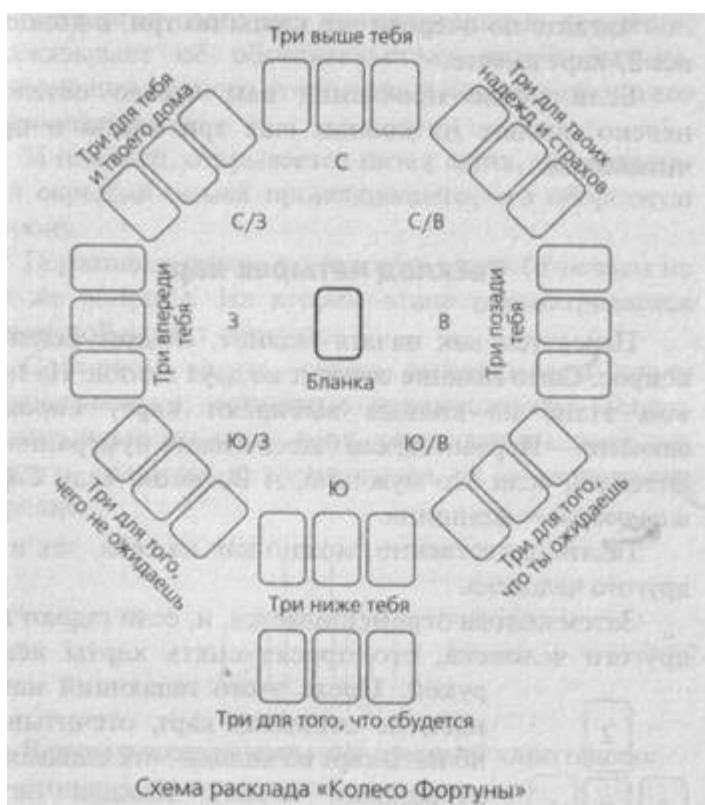 Три выше тебя
Три для тебя
и твоего дома
Три для твоих
надежд и страхов
С
С/З
С/В
Три впереди
тебя
З
В
Три позади
тебя
Бланка
Ю/З
Ю/В
Ю
Три для того,
чего не ожидаешь
Три для того,
что ты ожидаешь
Три ниже тебя
Три для того, что сбудется
Схема расклада «Колесо Фортуны»